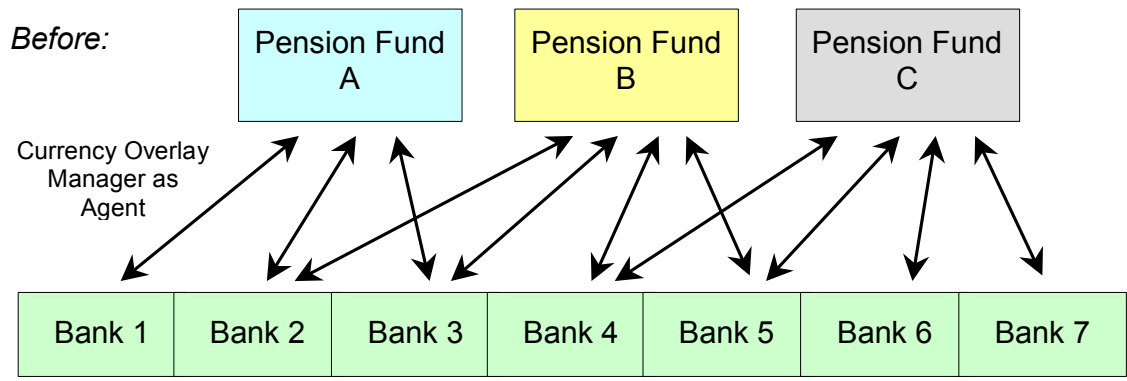 Before:
Pension Fund
A
Pension Fund
B
Pension Fund
C
Currency Overlay
Manager as
Agent
Bank 1
Bank 2
Bank 3
Bank 4
Bank 5
Bank 6
Bank 7